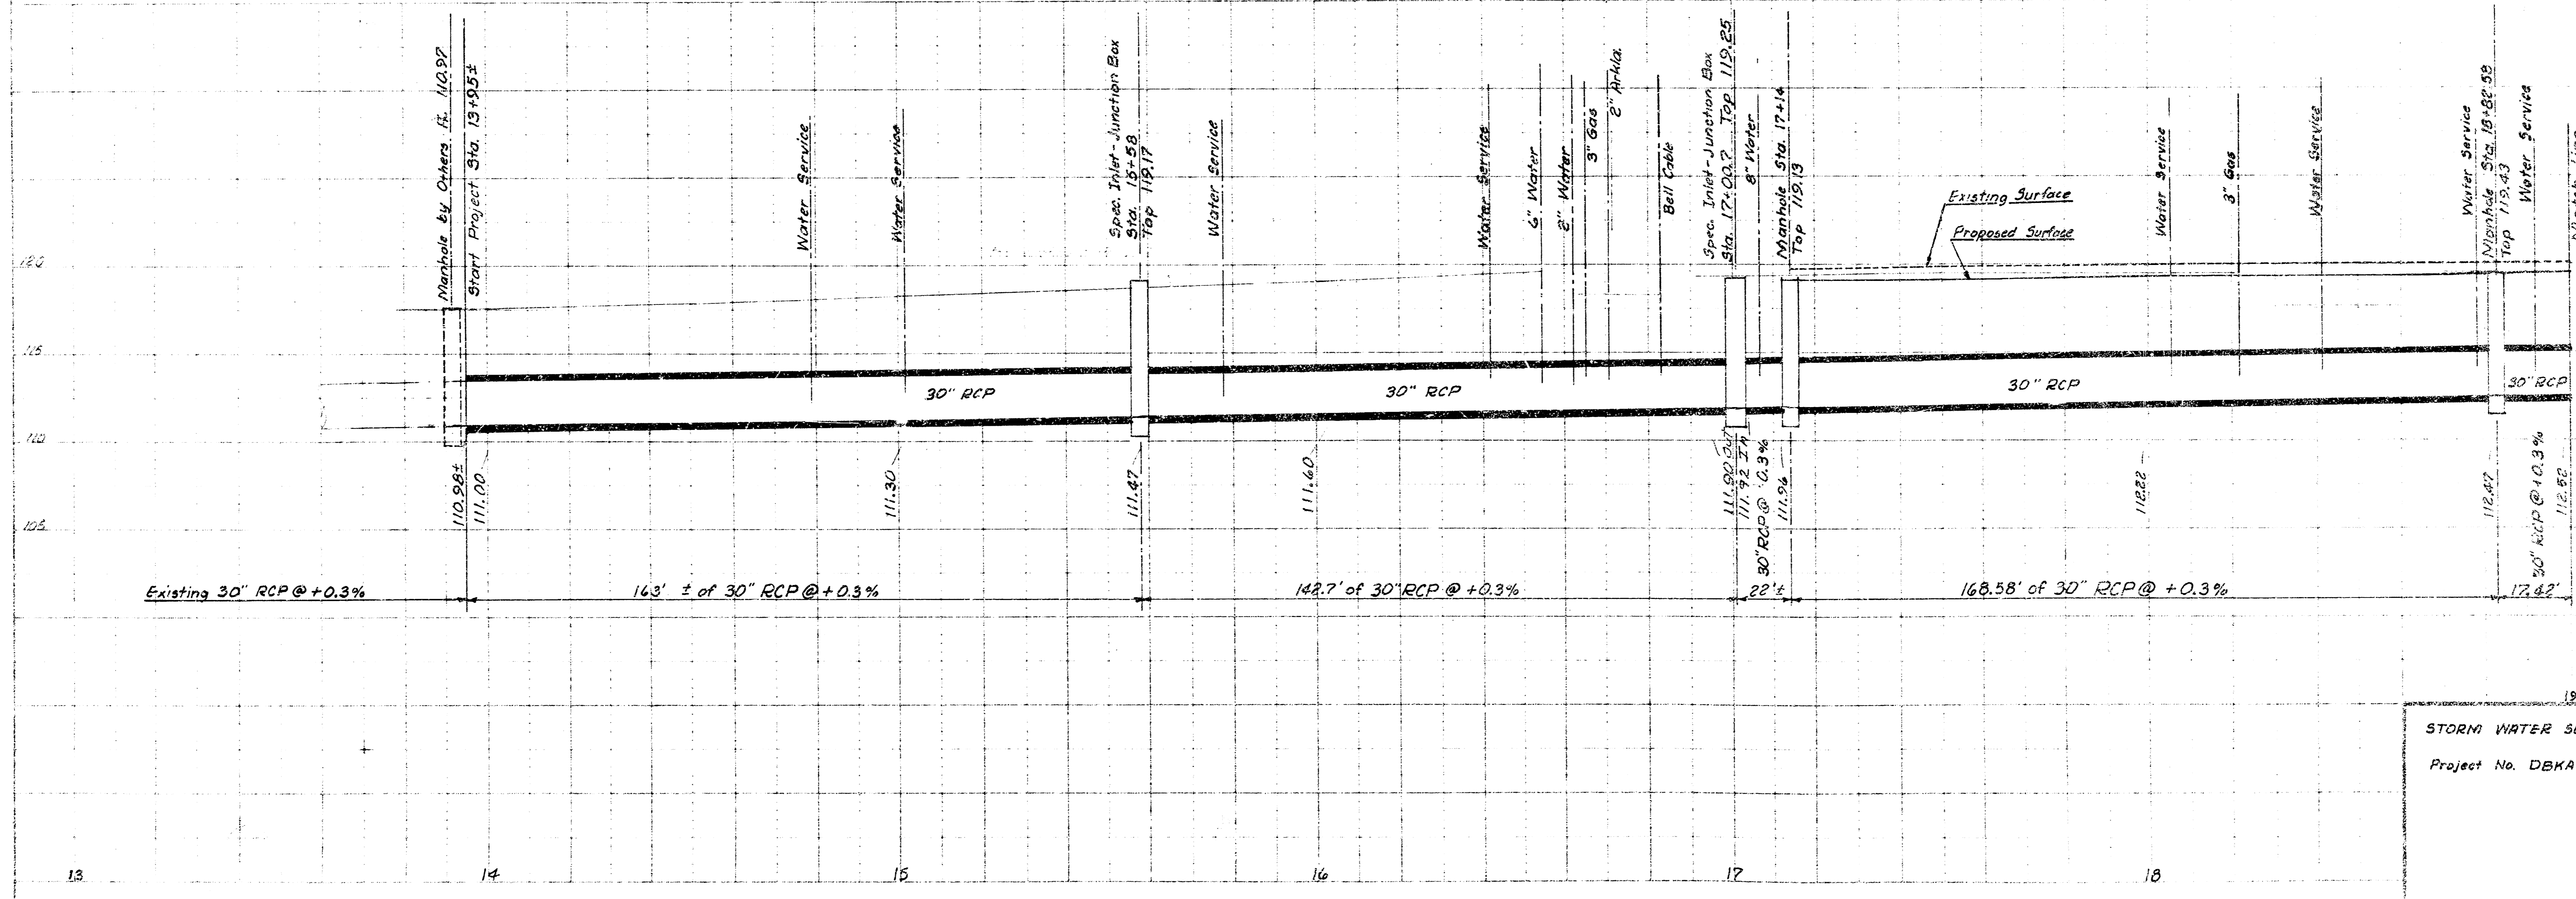 Manhole by Others FL 110.97
Start Project Sta. 13+95±
Water Service
Water Service
Spec. Inlet-Junction Box
Sta. 15+58
Top 119.17
Water Service
Water Service
6" Water
2" Water
3" Gas
2" Arkla.
Bell Cable
Spec. Inlet-Junction Box
Sta. 17+00.7 Top 119.25
8" Water
Manhole Sta. 17+14
Top 119.13
Existing Surface
Proposed Surface
Water Service
3" Gas
Water Service
Water Service
Manhole Sta. 18+82.58
Top 119.43
Water Service
120
115
110
105
30" RCP
30" RCP
30" RCP
30" RCP
110.98±
111.00
111.30
111.47
111.60
111.90 Out
111.92 In
30" RCP @ 0.3%
111.96
112.22
112.47
30" RCP @ +0.3%
112.52
Existing 30" RCP @ +0.3%
163' ± of 30" RCP @ +0.3%
142.7' of 30" RCP @ +0.3%
22'±
168.58' of 30" RCP @ +0.3%
17.42'
19
STORM WATER
Project No. DBKA
13
14
15
16
17
18